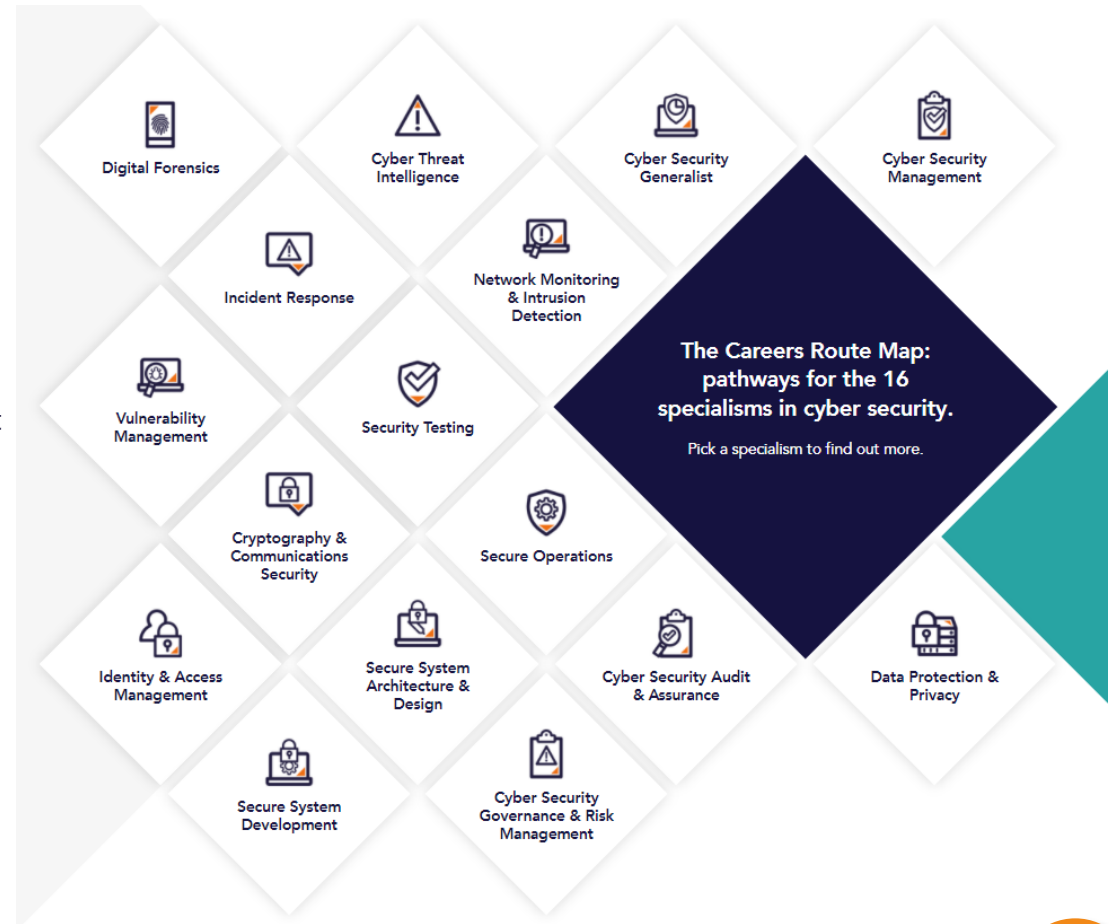 Digital Forensics
Cyber Threat
Intelligence
Cyber Security
Generalist
Cyber Security
Management
Incident Response
Network Monitoring
& Intrusion
Detection
The Careers Route Map:
pathways for the 16
specialisms in cyber security.
Pick a specialism to find out more.
Vulnerability
Management
Security Testing
Cryptography &
Communications
Security
Secure Operations
Identity & Access
Management
Secure System
Architecture &
Design
Cyber Security Audit
& Assurance
Data Protection &
Privacy
Secure System
Development
Cyber Security
Governance & Risk
Management